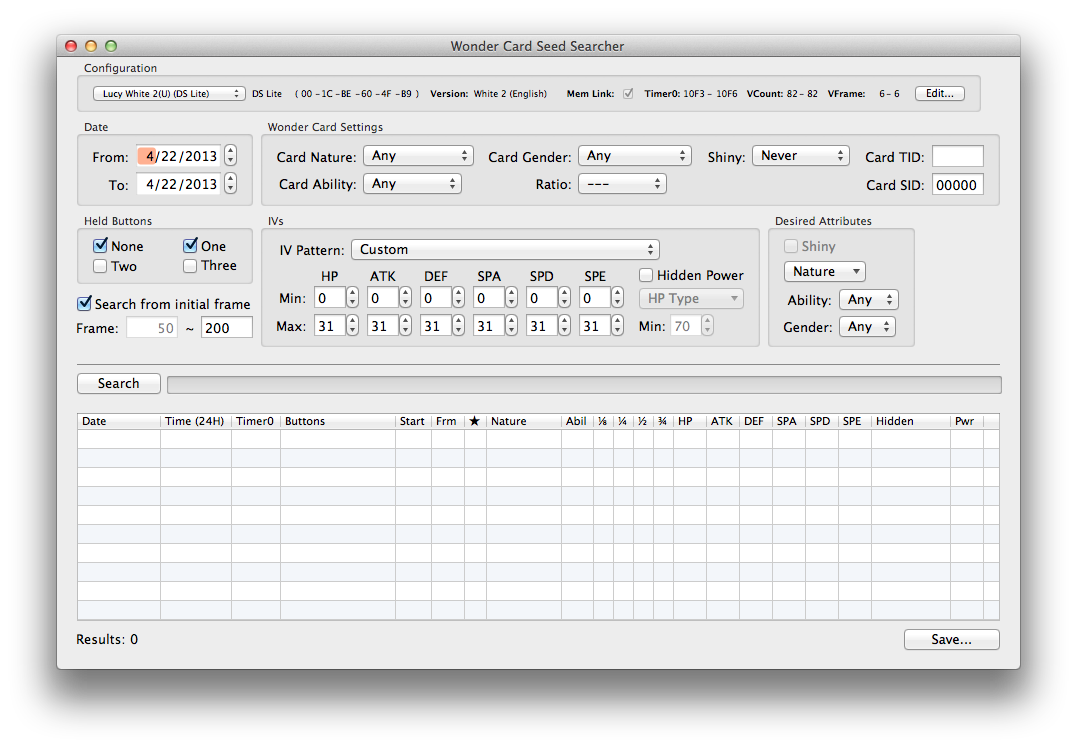 Wonder Card Seed Searcher
Configuration
Lucy White 2(U) (DS Lite) DS Lite ( 00 -1C -BE -60 -4F -B9 ) Version: White 2 (English) Mem Link: Timer0: 10F3 - 10F6 VCount: 82 - 82 VFrame: 6 - 6 Edit...
Date Wonder Card Settings
From: 4/22/2013 Card Nature: Any Card Gender: Any Shiny: Never Card TID:
To: 4/22/2013 Card Ability: Any Ratio: --- Card SID: 00000
Held Buttons IVs Desired Attributes
None One IV Pattern: Custom Shiny
Two Three HP ATK DEF SPA SPD SPE Hidden Power Nature
Search from initial frame Min: 0 0 0 0 0 0 HP Type Ability: Any
Frame: 50 ~ 200 Max: 31 31 31 31 31 31 Min: 70 Gender: Any
Search
Date Time (24H) Timer0 Buttons Start Frm ★ Nature Abil ⅛ ¼ ½ ¾ HP ATK DEF SPA SPD SPE Hidden Pwr
Results: 0 Save...